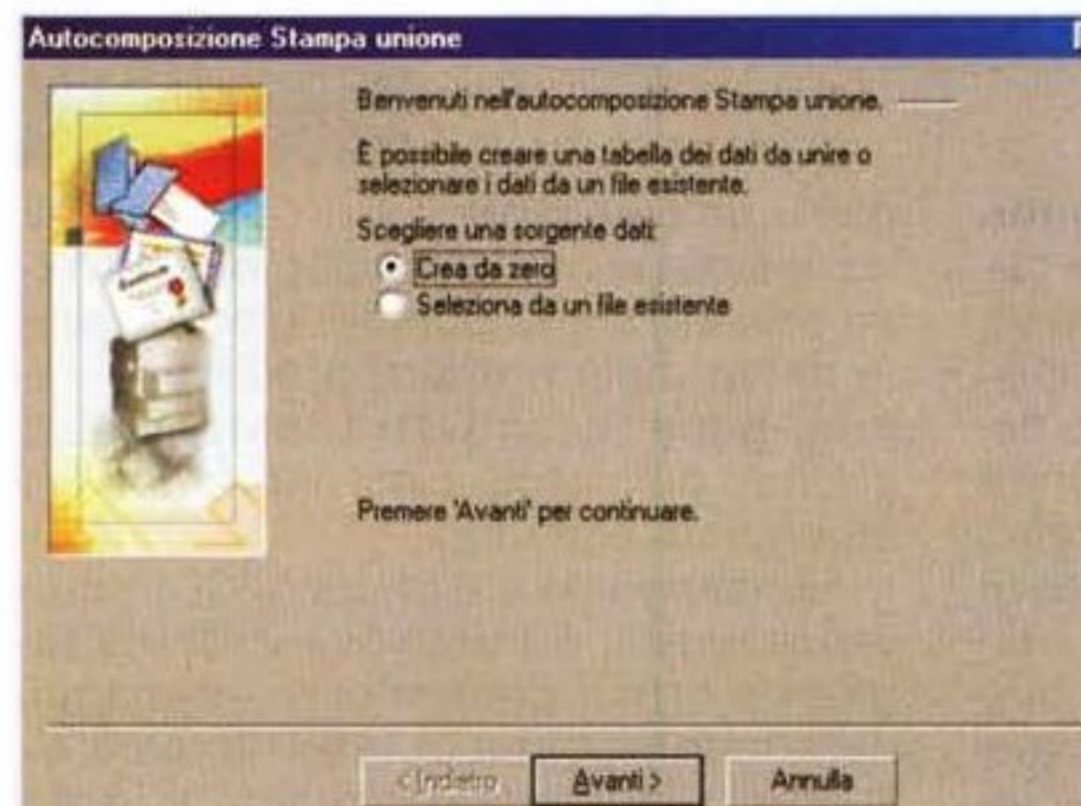 Autocomposizione Stampa unione
Benvenuti nell'autocomposizione Stampa unione.
È possibile creare una tabella dei dati da unire o
selezionare i dati da un file esistente.
Scegliere una sorgente dati:
Crea da zero
Seleziona da un file esistente
Premere 'Avanti' per continuare.
< Indietro
Avanti >
Annulla